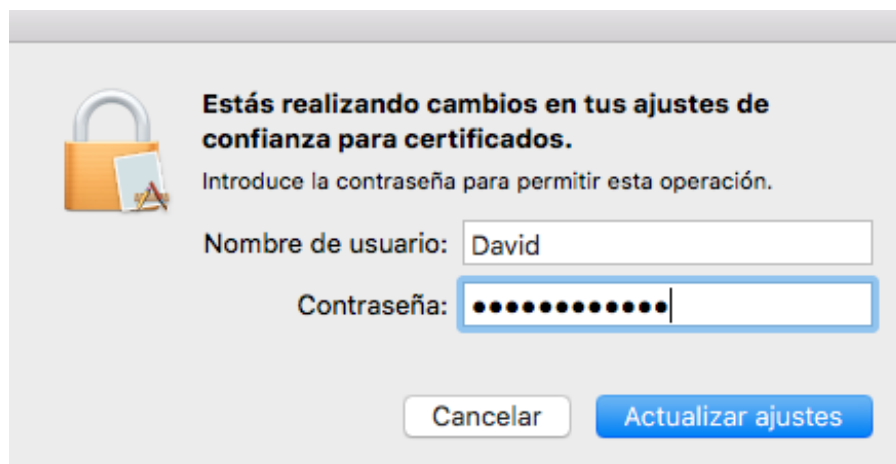 Estás realizando cambios en tus ajustes de
confianza para certificados.
Introduce la contraseña para permitir esta operación.
Nombre de usuario: David
Contraseña: ●●●●●●●●●●●●
Cancelar Actualizar ajustes